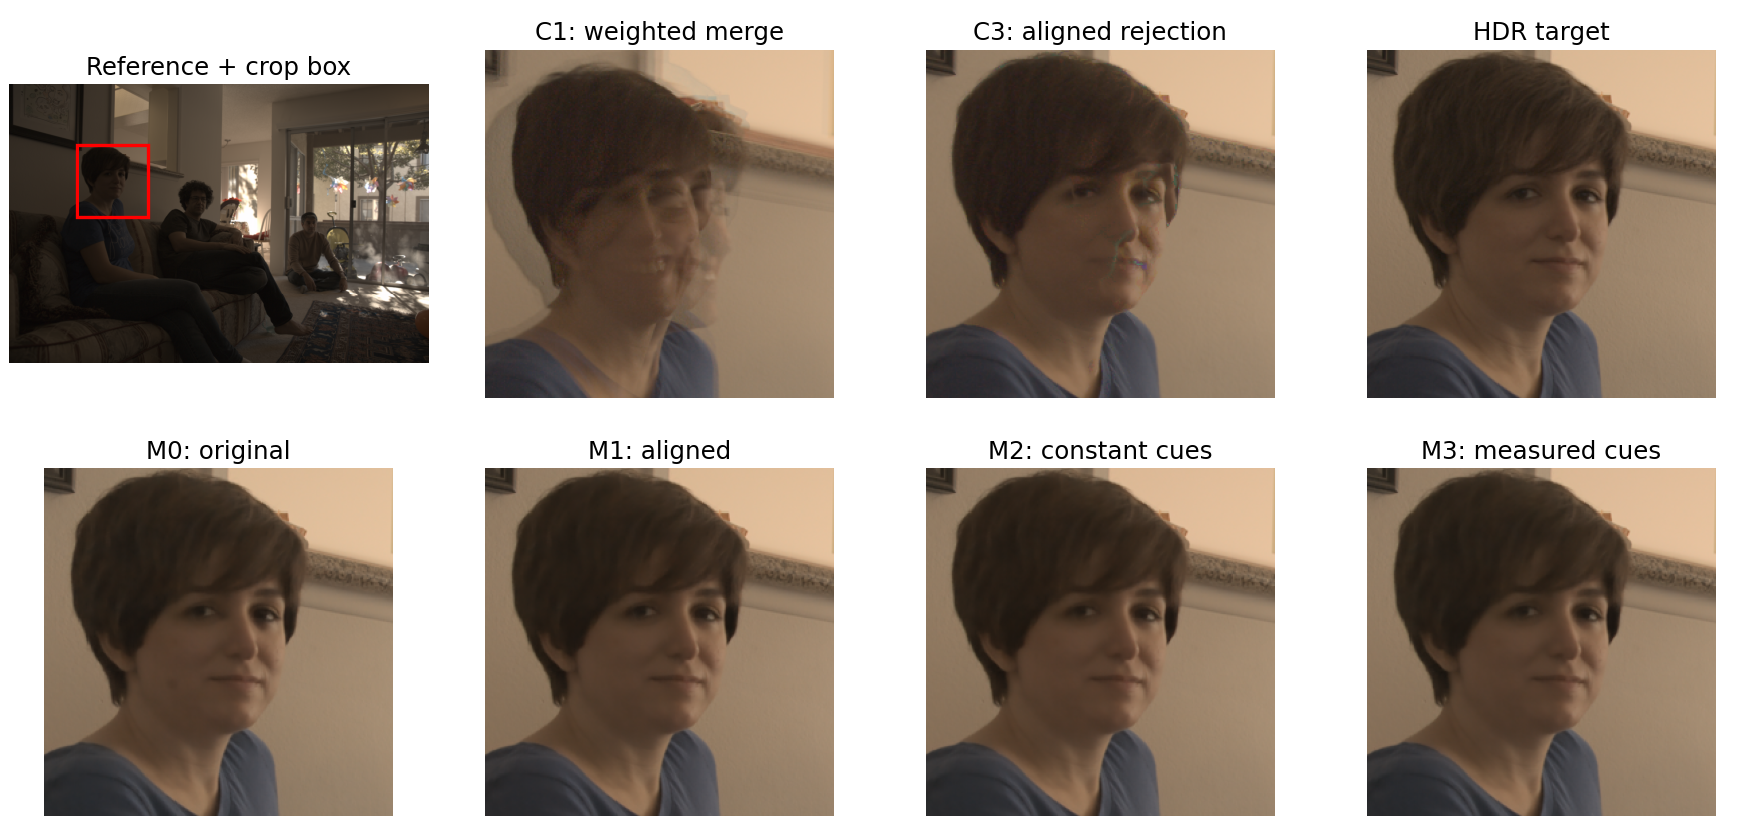 Reference + crop box
C1: weighted merge
C3: aligned rejection
HDR target
M0: original
M1: aligned
M2: constant cues
M3: measured cues